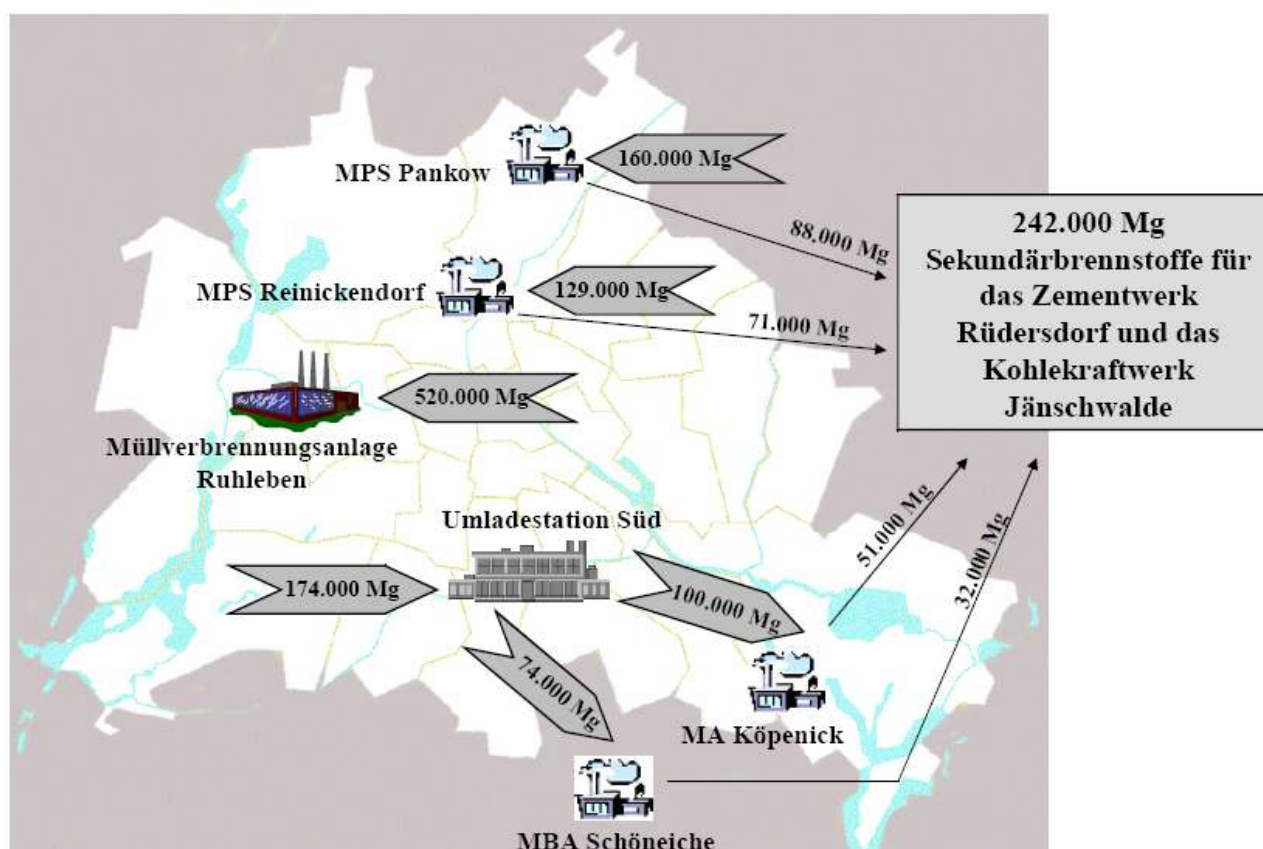 MPS Pankow
160.000 Mg
88.000 Mg
242.000 Mg
Sekundärbrennstoffe für
das Zementwerk
Rüdersdorf und das
Kohlekraftwerk
Jänschwalde
MPS Reinickendorf
129.000 Mg
71.000 Mg
520.000 Mg
Müllverbrennungsanlage
Ruhleben
Umladestation Süd
174.000 Mg
100.000 Mg
51.000 Mg
32.000 Mg
74.000 Mg
MA Köpenick
MBA Schöneiche